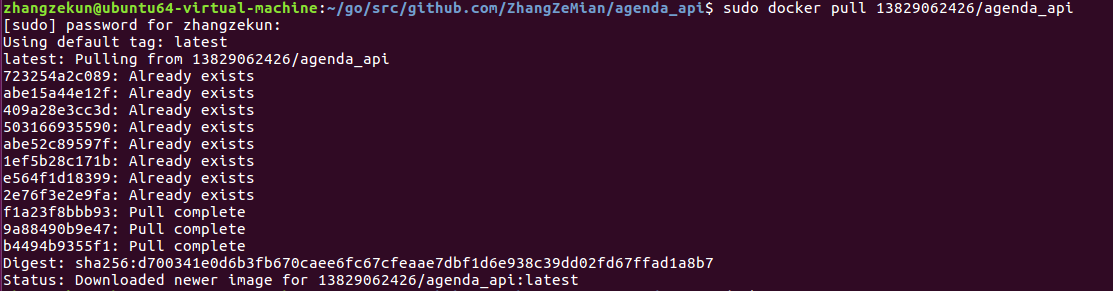 zhangzekun@ubuntu64-virtual-machine:~/go/src/github.com/ZhangZeMian/agenda_api$ sudo docker pull 13829062426/agenda_api
[sudo] password for zhangzekun:
Using default tag: latest
latest: Pulling from 13829062426/agenda_api
723254a2c089: Already exists
abe15a44e12f: Already exists
409a28e3cc3d: Already exists
503166935590: Already exists
abe52c89597f: Already exists
1ef5b28c171b: Already exists
e564f1d18399: Already exists
2e76f3e2e9fa: Already exists
f1a23f8bbb93: Pull complete
9a88490b9e47: Pull complete
b4494b9355f1: Pull complete
Digest: sha256:d700341e0d6b3fb670caee6fc67cfeaae7dbf1d6e938c39dd02fd67ffad1a8b7
Status: Downloaded newer image for 13829062426/agenda_api:latest